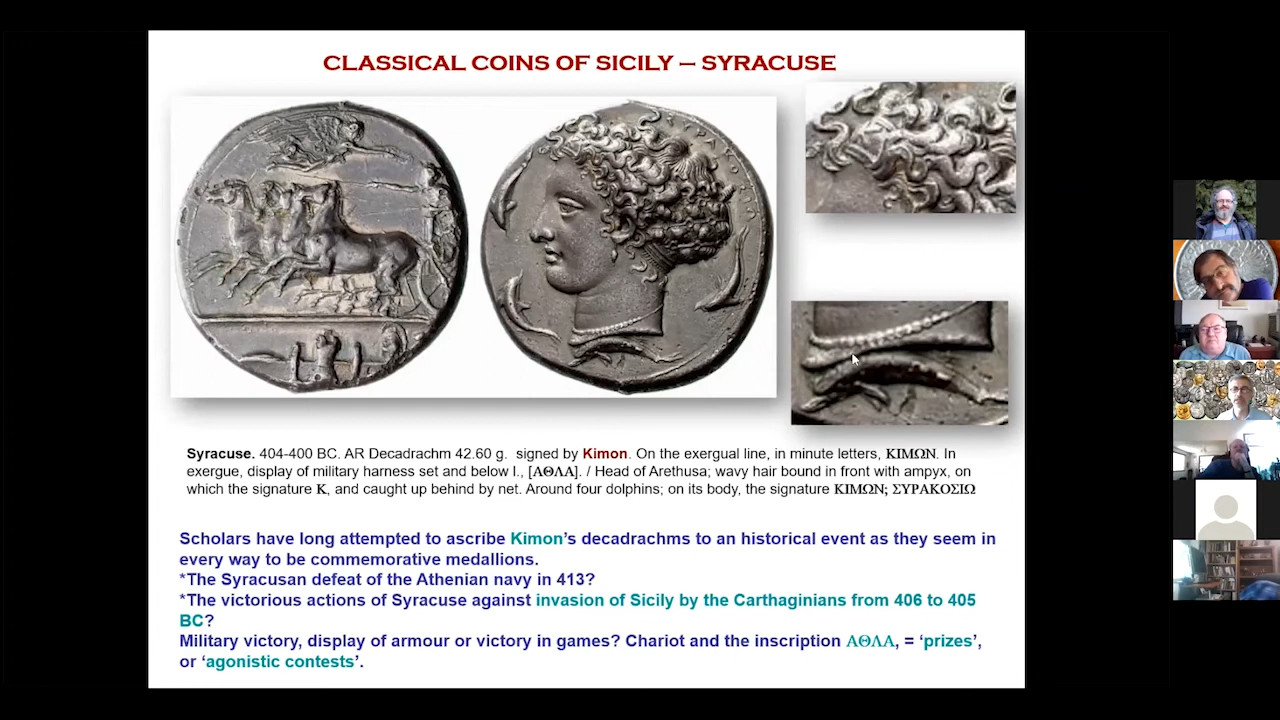 CLASSICAL COINS OF SICILY – SYRACUSE
ΣΥΡΑΚΟΣΙΩ
Syracuse. 404-400 BC. AR Decadrachm 42.60 g. signed by Kimon. On the exergual line, in minute letters, ΚΙΜΩΝ. In
exergue, display of military harness set and below l., [ΑΘΛΑ]. / Head of Arethusa; wavy hair bound in front with ampyx, on
which the signature Κ, and caught up behind by net. Around four dolphins; on its body, the signature ΚΙΜΩΝ; ΣΥΡΑΚΟΣΙΩ
Scholars have long attempted to ascribe Kimon’s decadrachms to an historical event as they seem in
every way to be commemorative medallions.
*The Syracusan defeat of the Athenian navy in 413?
*The victorious actions of Syracuse against invasion of Sicily by the Carthaginians from 406 to 405
BC?
Military victory, display of armour or victory in games? Chariot and the inscription ΑΘΛΑ, = ‘prizes’,
or ‘agonistic contests’.